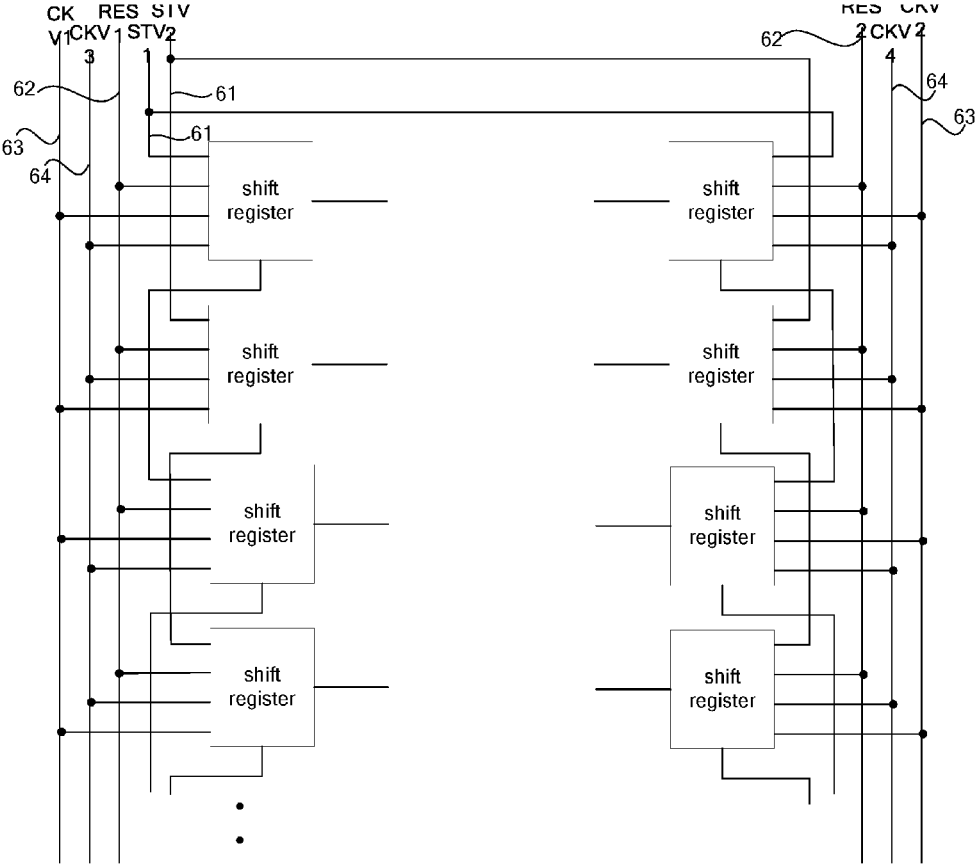 CK RES STV
V1 CKV 1 STV 2
3 1
RES CKV
2 CKV 2
4
62
61
62
64
63
61
63
64
shift
register
shift
register
shift
register
shift
register
shift
register
shift
register
shift
register
shift
register